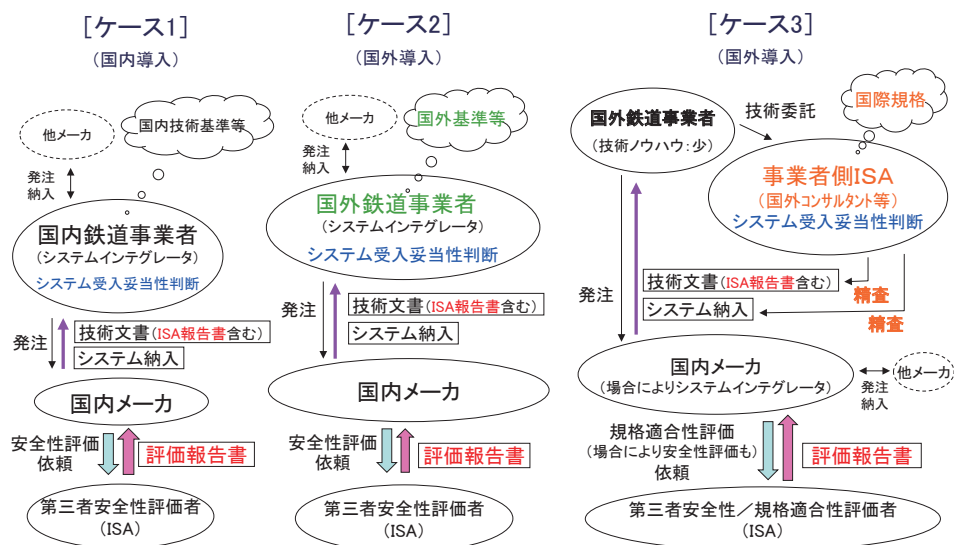 [ケース1]
(国内導入)
他メーカ
国内技術基準等
発注
納入
国内鉄道事業者
(システムインテグレータ)
システム受入妥当性判断
発注
技術文書(ISA報告書含む)
システム納入
国内メーカ
安全性評価
依頼
評価報告書
第三者安全性評価者
(ISA)
[ケース2]
(国外導入)
他メーカ
国外基準等
発注
納入
国外鉄道事業者
(システムインテグレータ)
システム受入妥当性判断
発注
技術文書(ISA報告書含む)
システム納入
国内メーカ
安全性評価
依頼
評価報告書
第三者安全性評価者
(ISA)
[ケース3]
(国外導入)
国外鉄道事業者
(技術ノウハウ:少)
技術委託
国際規格
事業者側ISA
(国外コンサルタント等)
システム受入妥当性判断
発注
技術文書(ISA報告書含む)
精査
システム納入
精査
国内メーカ
(場合によりシステムインテグレータ)
他メーカ
発注
納入
規格適合性評価
(場合により安全性評価も)
依頼
評価報告書
第三者安全性/規格適合性評価者
(ISA)